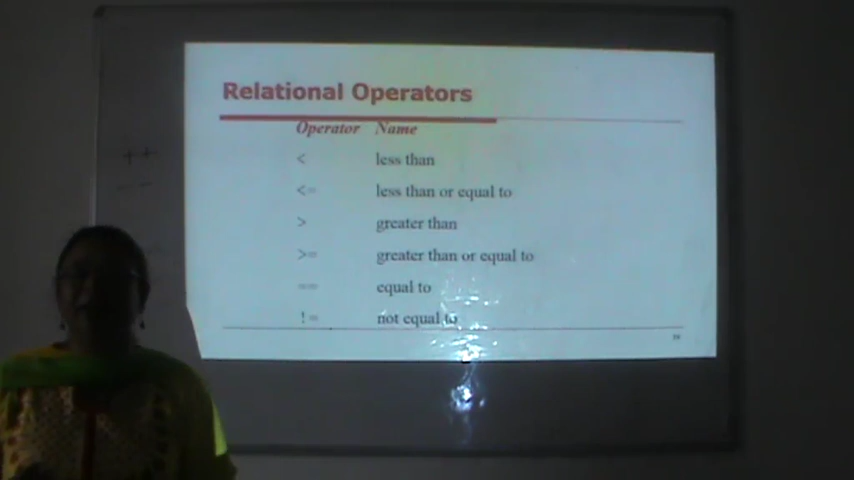 Relational Operators
Operator Name
< less than
<= less than or equal to
> greater than
>= greater than or equal to
== equal to
!= not equal to
++
--